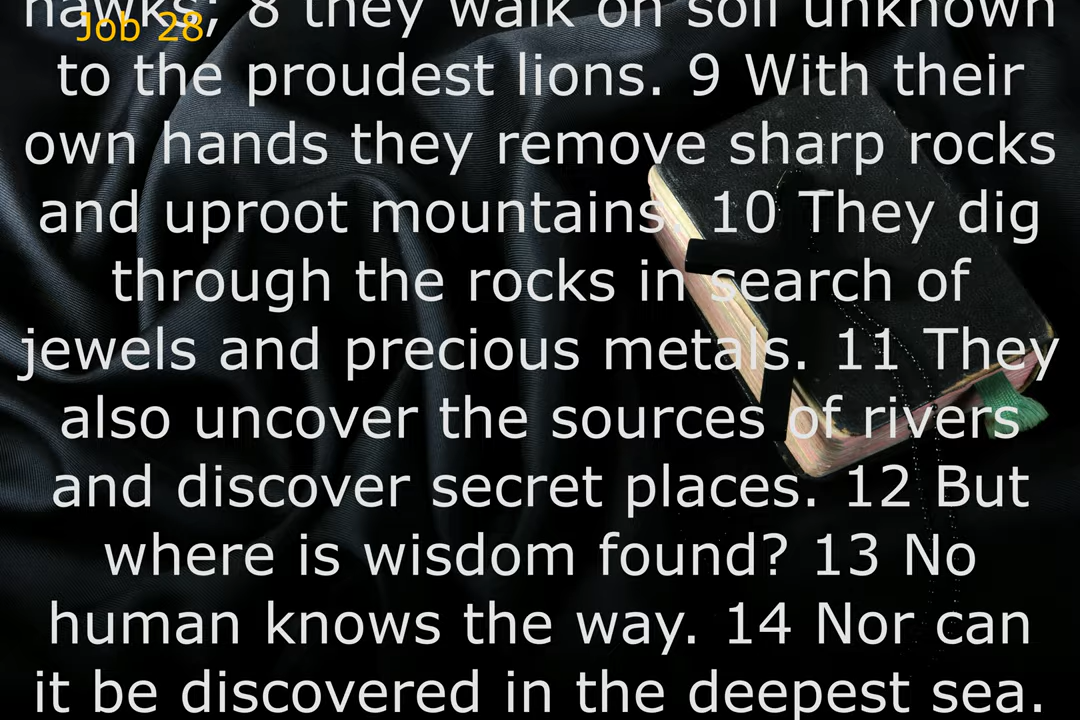 hawks; 8 they walk on soil unknown
Job 28
to the proudest lions. 9 With their
own hands they remove sharp rocks
and uproot mountains. 10 They dig
through the rocks in search of
jewels and precious metals. 11 They
also uncover the sources of rivers
and discover secret places. 12 But
where is wisdom found? 13 No
human knows the way. 14 Nor can
it be discovered in the deepest sea.